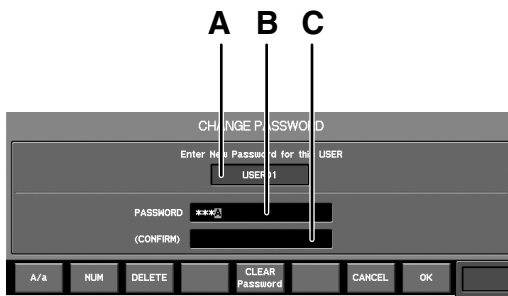 A B C
CHANGE PASSWORD
Enter New Password for this USER
USER01
PASSWORD ***A
(CONFIRM)
A/a NUM DELETE CLEAR Password CANCEL OK